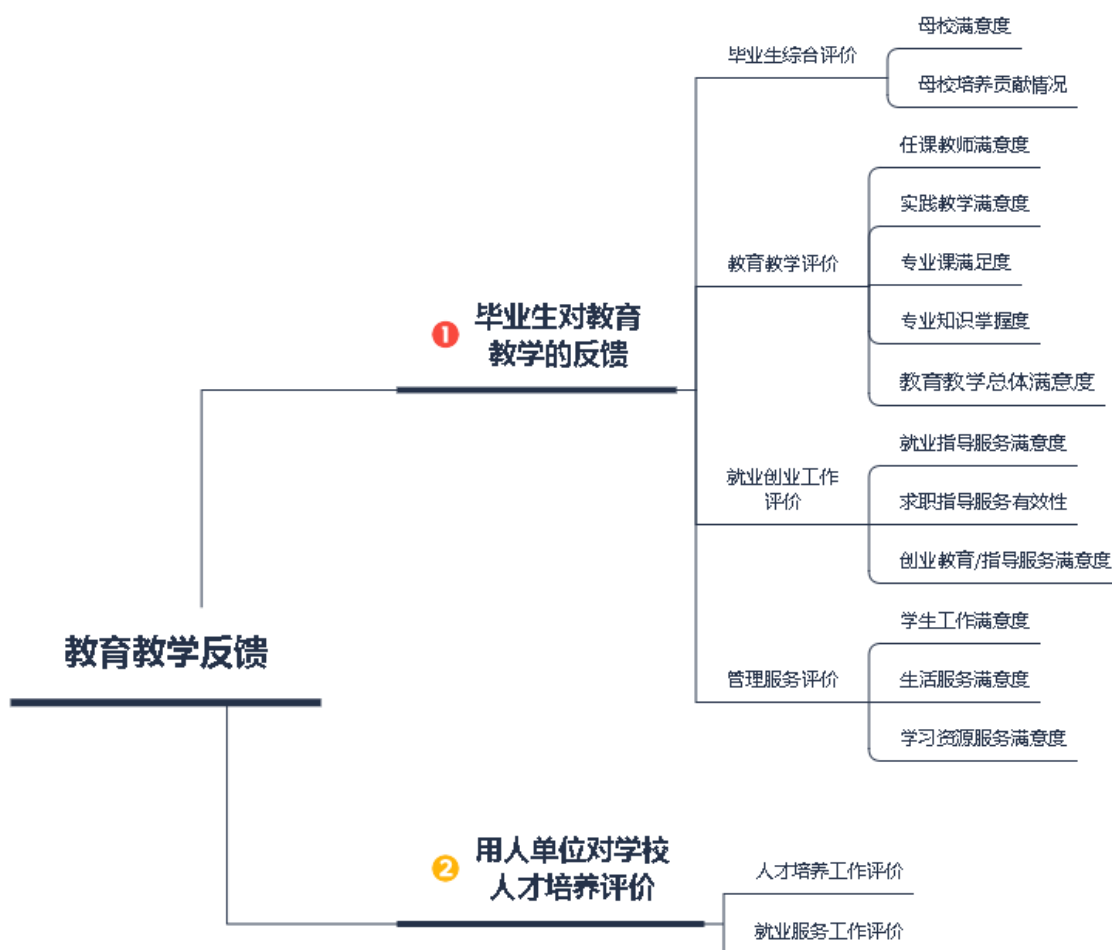 母校满意度
毕业生综合评价
母校培养贡献情况
任课教师满意度
实践教学满意度
教育教学评价
专业课满足度
专业知识掌握度
教育教学总体满意度
1
毕业生对教育
教学的反馈
就业指导服务满意度
就业创业工作
评价
求职指导服务有效性
创业教育/指导服务满意度
学生工作满意度
管理服务评价
生活服务满意度
学习资源服务满意度
教育教学反馈
2
用人单位对学校
人才培养评价
人才培养工作评价
就业服务工作评价